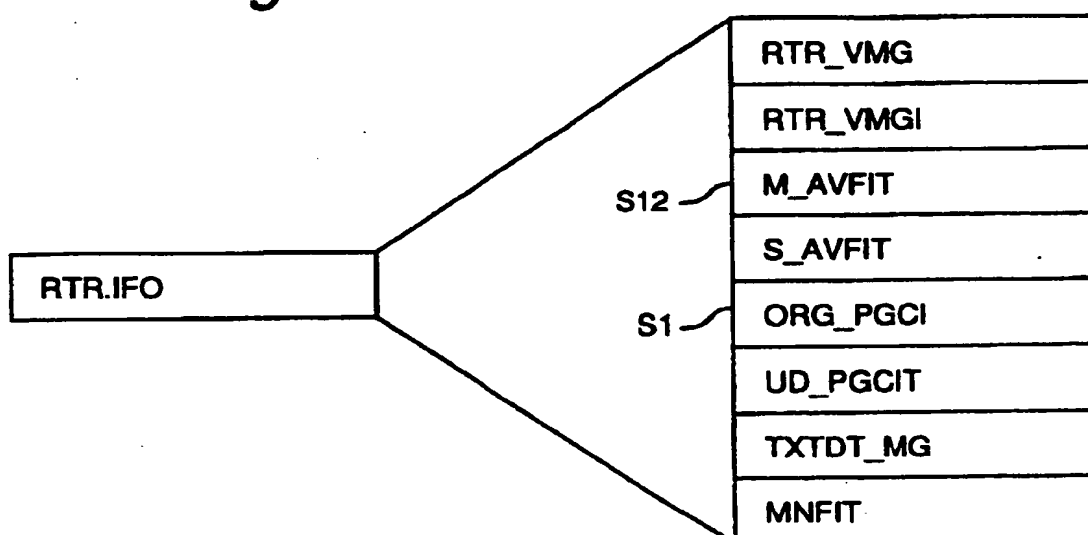 RTR_VMG
RTR_VMGI
S12
M_AVFIT
S_AVFIT
RTR.IFO
S1
ORG_PGCI
UD_PGCIT
TXTDT_MG
MNFIT